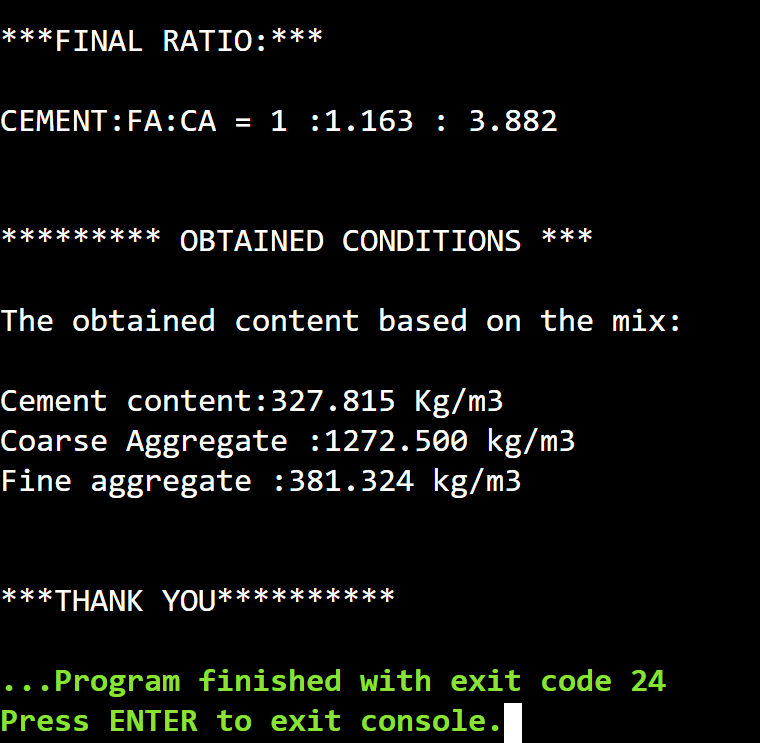 ***FINAL RATIO:***
CEMENT:FA:CA = 1 :1.163 : 3.882
********* OBTAINED CONDITIONS ***
The obtained content based on the mix:
Cement content:327.815 Kg/m3
Coarse Aggregate :1272.500 kg/m3
Fine aggregate :381.324 kg/m3
***THANK YOU**********
...Program finished with exit code 24
Press ENTER to exit console.